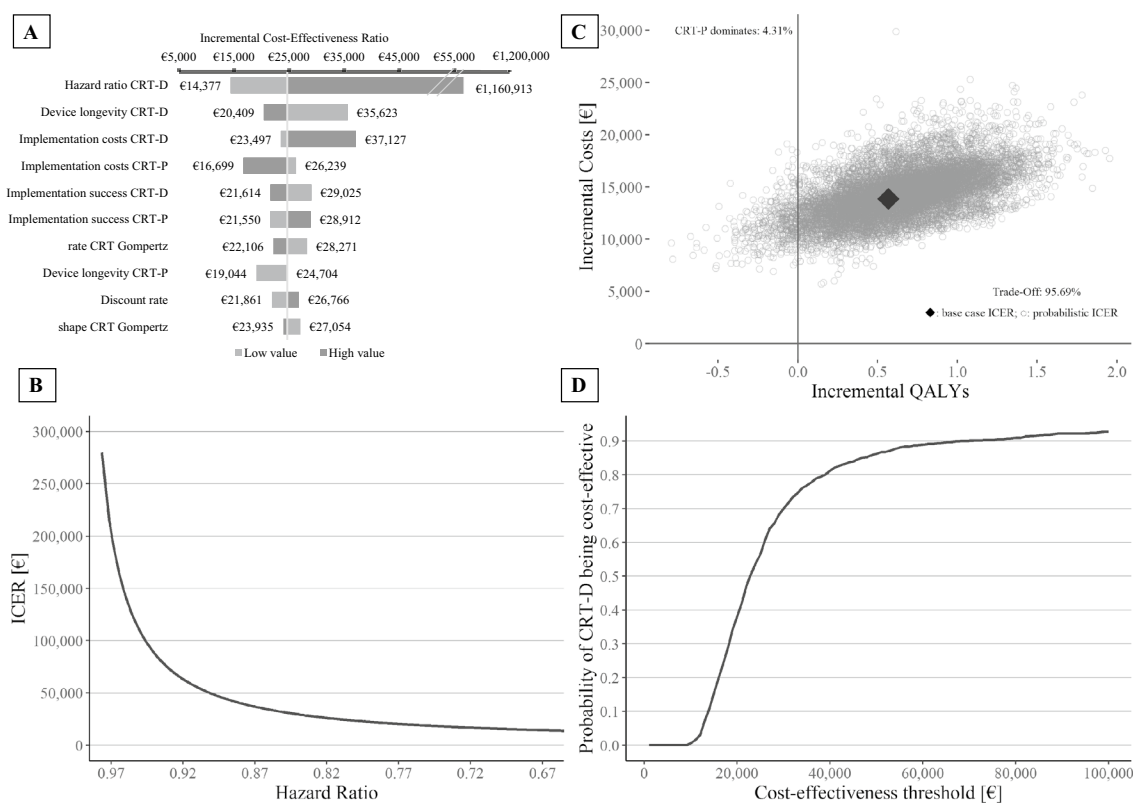 A
Incremental Cost-Effectiveness Ratio
€5,000 €15,000 €25,000 €35,000 €45,000 €55,000 €1,200,000
Hazard ratio CRT-D €14,377 €1,160,913
Device longevity CRT-D €20,409 €35,623
Implementation costs CRT-D €23,497 €37,127
Implementation costs CRT-P €16,699 €26,239
Implementation success CRT-D €21,614 €29,025
Implementation success CRT-P €21,550 €28,912
rate CRT Gompertz €22,106 €28,271
Device longevity CRT-P €19,044 €24,704
Discount rate €21,861 €26,766
shape CRT Gompertz €23,935 €27,054
Low value High value
C
CRT-P dominates: 4.31%
30,000
25,000
20,000
15,000
10,000
5,000
0
Incremental Costs [€]
Trade-Off: 95.69%
: base case ICER; : probabilistic ICER
-0.5 0.0 0.5 1.0 1.5 2.0
Incremental QALYs
B
300,000
250,000
200,000
150,000
100,000
50,000
0
ICER [€]
0.97 0.92 0.87 0.82 0.77 0.72 0.67
Hazard Ratio
D
0.9
0.8
0.7
0.6
0.5
0.4
0.3
0.2
0.1
0.0
Probability of CRT-D being cost-effective
0 20,000 40,000 60,000 80,000 100,000
Cost-effectiveness threshold [€]